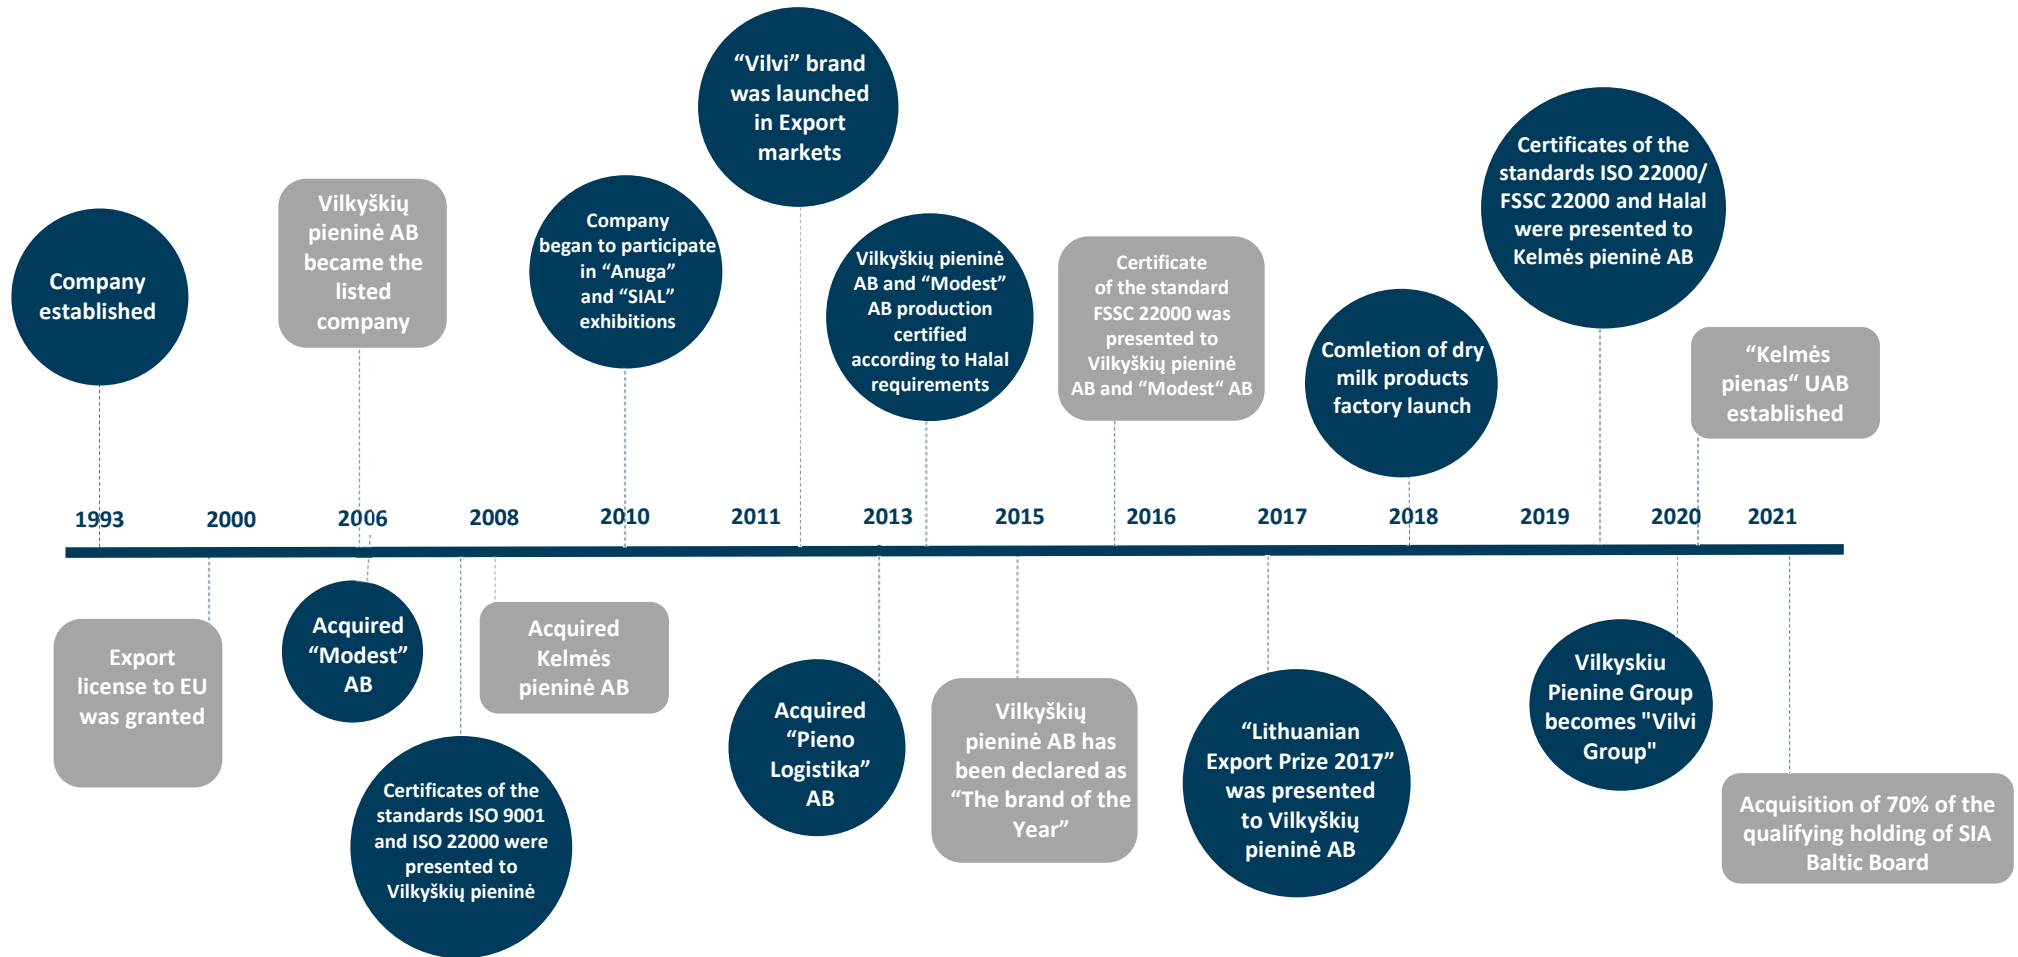 “Vilvi” brand
was launched
in Export
markets
Certificates of the
standards ISO 22000/
FSSC 22000 and Halal
were presented to
Kelmės pieninė AB
Vilkyškių
pieninė AB
became the
listed
company
Company
established
Company
began to participate
in “Anuga”
and “SIAL”
exhibitions
Vilkyškių pieninė
AB and “Modest”
AB production
certified
according to Halal
requirements
Certificate
of the standard
FSSC 22000 was
presented to
Vilkyškių pieninė
AB and “Modest“ AB
Comletion of dry
milk products
factory launch
“Kelmės
pienas“ UAB
established
1993 2000 2006 2008 2010 2011 2013 2015 2016 2017 2018 2019 2020 2021
Export
license to EU
was granted
Acquired
“Modest”
AB
Certificates of the
standards ISO 9001
and ISO 22000 were
presented to
Vilkyškių pieninė
Acquired
Kelmės
pieninė AB
Acquired
“Pieno
Logistika”
AB
Vilkyškių
pieninė AB has
been declared as
“The brand of the
Year”
“Lithuanian
Export Prize 2017”
was presented
to Vilkyškių
pieninė AB
Vilkyskiu
Pienine Group
becomes "Vilvi
Group"
Acquisition of 70% of the
qualifying holding of SIA
Baltic Board